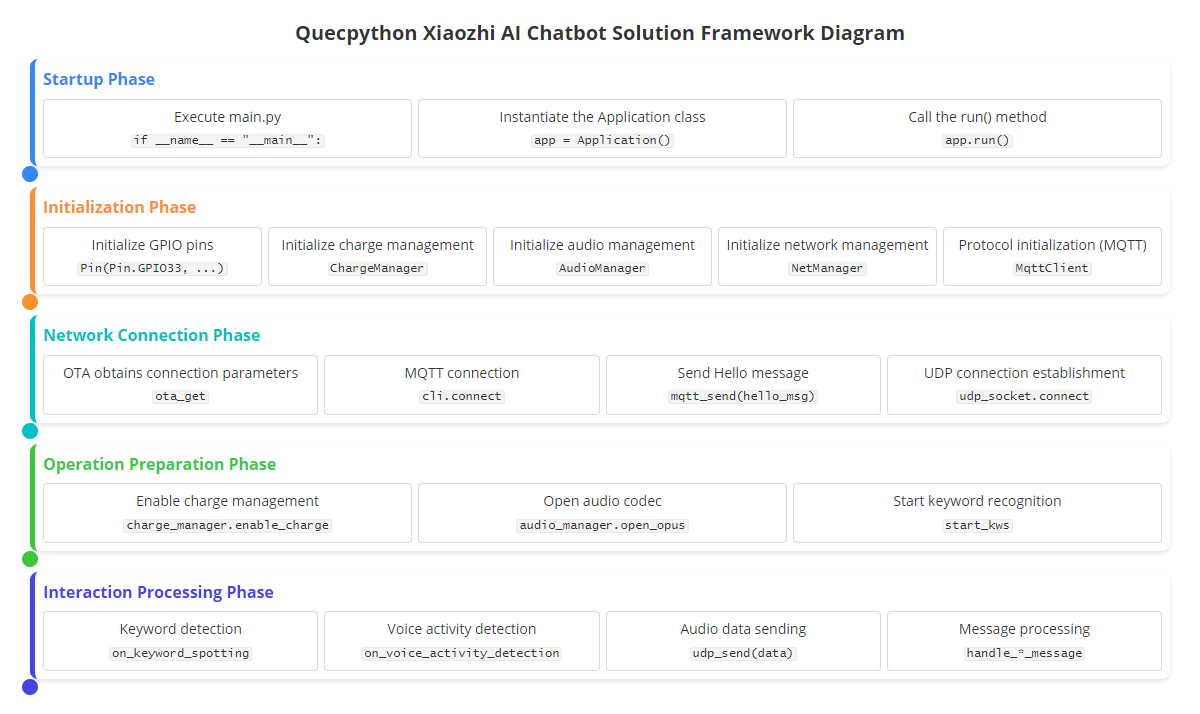 Quecpython Xiaozhi AI Chatbot Solution Framework Diagram
Startup Phase
Execute main.py
if __name__ == "__main__":
Instantiate the Application class
app = Application()
Call the run() method
app.run()
Initialization Phase
Initialize GPIO pins
Pin(Pin.GPIO33, ...)
Initialize charge management
ChargeManager
Initialize audio management
AudioManager
Initialize network management
NetManager
Protocol initialization (MQTT)
MqttClient
Network Connection Phase
OTA obtains connection parameters
ota_get
MQTT connection
cli.connect
Send Hello message
mqtt_send(hello_msg)
UDP connection establishment
udp_socket.connect
Operation Preparation Phase
Enable charge management
charge_manager.enable_charge
Open audio codec
audio_manager.open_opus
Start keyword recognition
start_kws
Interaction Processing Phase
Keyword detection
on_keyword_spotting
Voice activity detection
on_voice_activity_detection
Audio data sending
udp_send(data)
Message processing
handle_*_message